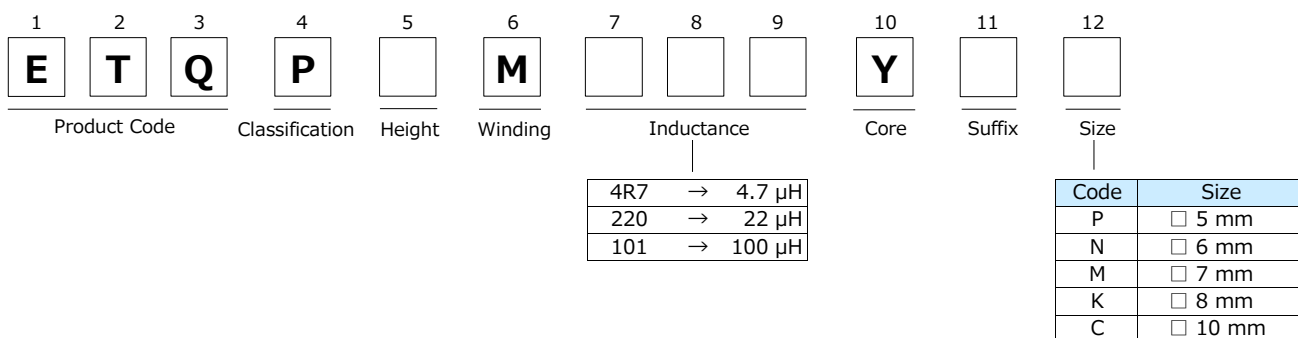 1 2 3 4 5 6 7 8 9 10 11 12
E T Q P M Y
Product Code Classification Height Winding Inductance Core Suffix Size
4R7 → 4.7 μH
220 → 22 μH
101 → 100 μH
Code Size
P □ 5 mm
N □ 6 mm
M □ 7 mm
K □ 8 mm
C □ 10 mm